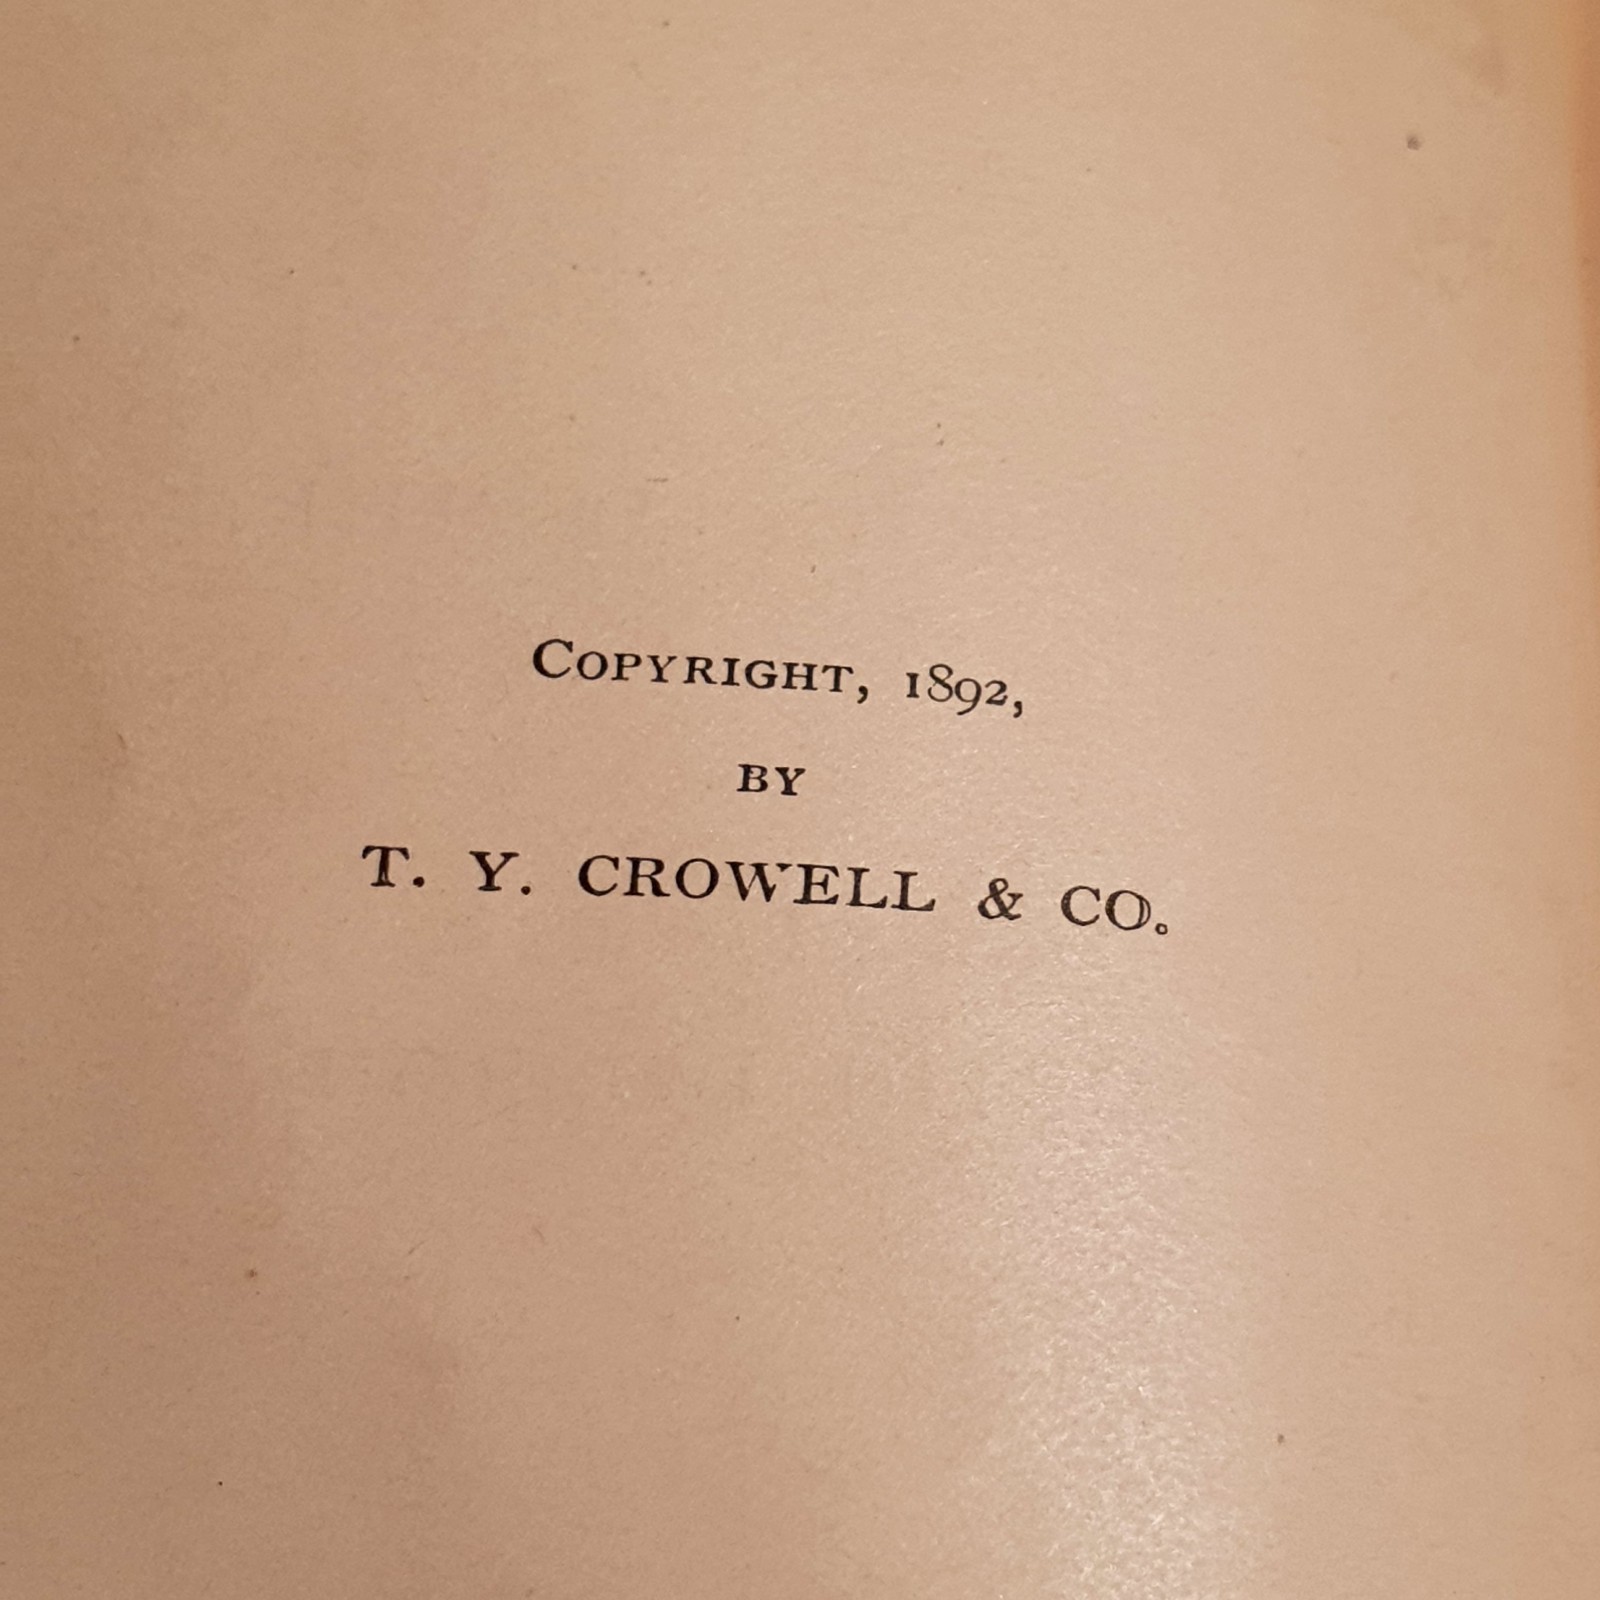 Copyright, 1892,
BY
T. Y. CROWELL & CO.